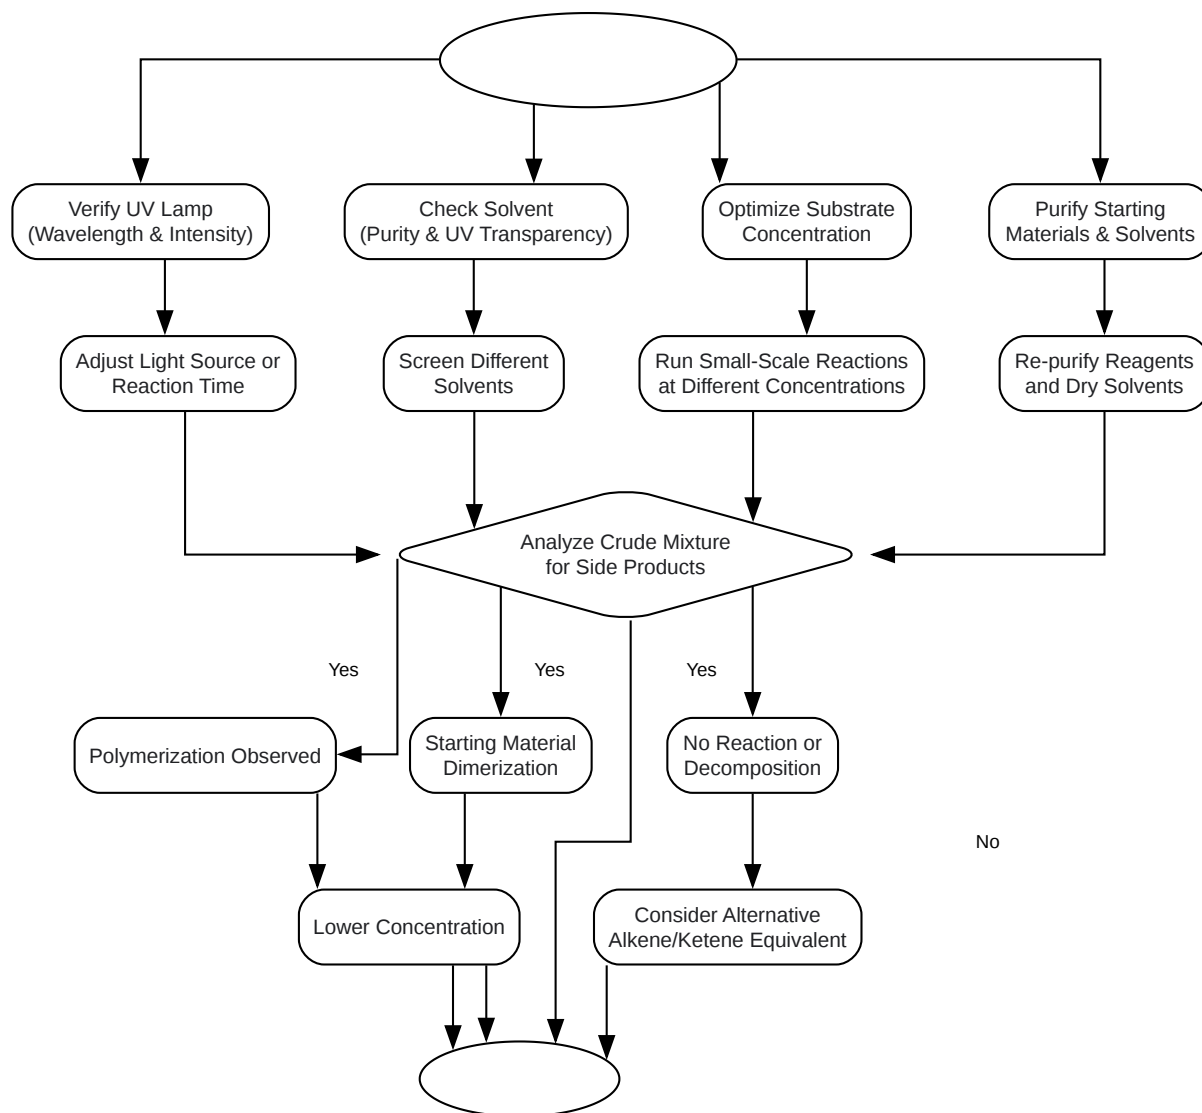 Verify UV Lamp
(Wavelength & Intensity)
Check Solvent
(Purity & UV Transparency)
Optimize Substrate
Concentration
Purify Starting
Materials & Solvents
Adjust Light Source or
Reaction Time
Screen Different
Solvents
Run Small-Scale Reactions
at Different Concentrations
Re-purify Reagents
and Dry Solvents
Analyze Crude Mixture
for Side Products
Yes
Yes
Yes
Polymerization Observed
Starting Material
Dimerization
No Reaction or
Decomposition
No
Lower Concentration
Consider Alternative
Alkene/Ketene Equivalent